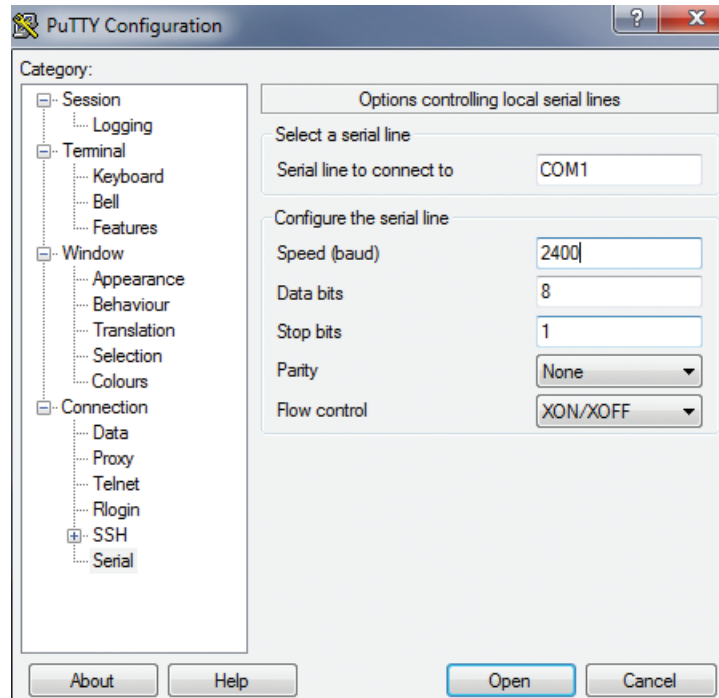 PuTTY Configuration
?
X
Category:
Session
Logging
Terminal
Keyboard
Bell
Features
Window
Appearance
Behaviour
Translation
Selection
Colours
Connection
Data
Proxy
Telnet
Rlogin
SSH
Serial
Options controlling local serial lines
Select a serial line
Serial line to connect to COM1
Configure the serial line
Speed (baud) 2400
Data bits 8
Stop bits 1
Parity None
Flow control XON/XOFF
About Help Open Cancel